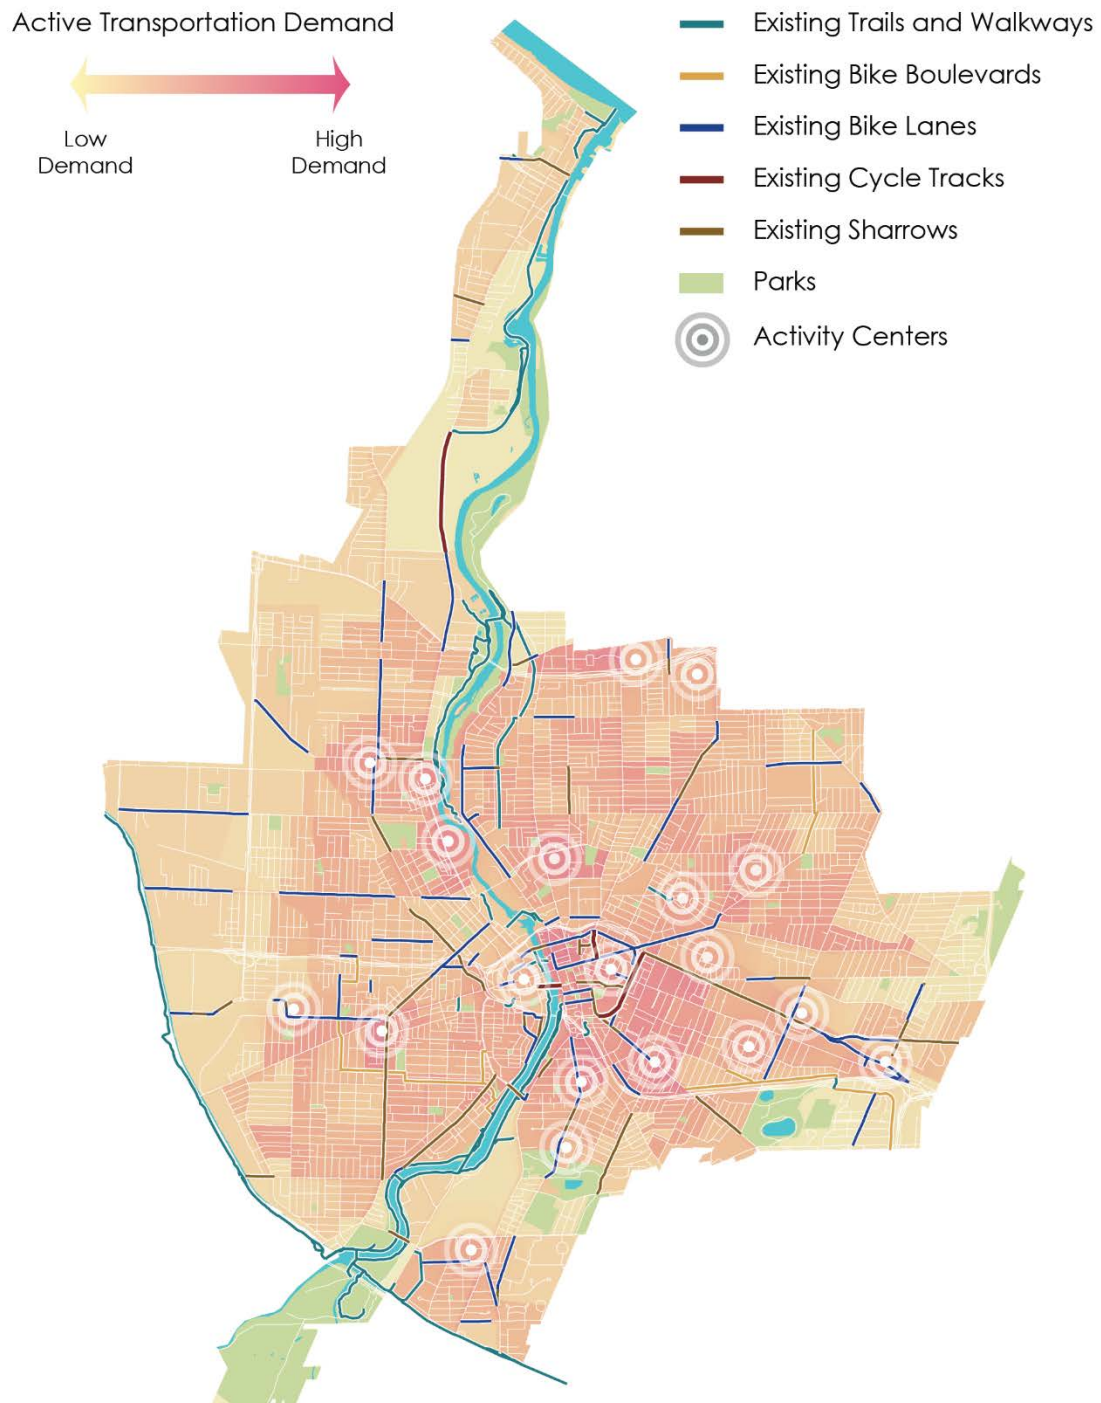 Active Transportation Demand
Low
Demand
High
Demand
Existing Trails and Walkways
Existing Bike Boulevards
Existing Bike Lanes
Existing Cycle Tracks
Existing Sharrows
Parks
Activity Centers